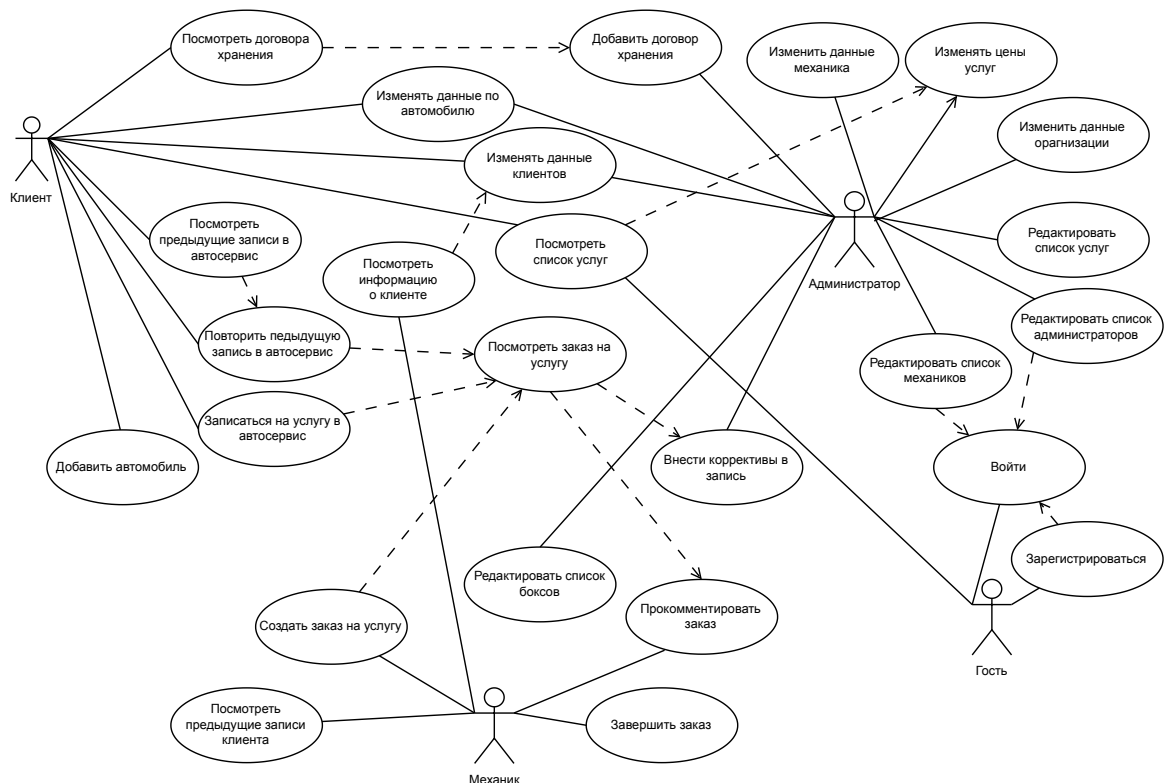 Посмотреть договора
хранения
Добавить договор
хранения
Изменить данные
механика
Изменять цены
услуг
Изменять данные по
автомобилю
Изменить данные
орагнизации
Изменять данные
клиентов
Клиент
Посмотреть
предыдущие записи в
автосервис
Посмотреть
информацию
о клиенте
Посмотреть
список услуг
Администратор
Редактировать
список услуг
Повторить педыдущую
запись в автосервис
Посмотреть заказ на
услугу
Редактировать список
администраторов
Редактировать список
механиков
Записаться на услугу в
автосервис
Добавить автомобиль
Внести коррективы в
запись
Войти
Зарегистрироваться
Редактировать список
боксов
Прокомментировать
заказ
Создать заказ на услугу
Гость
Посмотреть
предыдущие записи
клиента
Завершить заказ
Механик